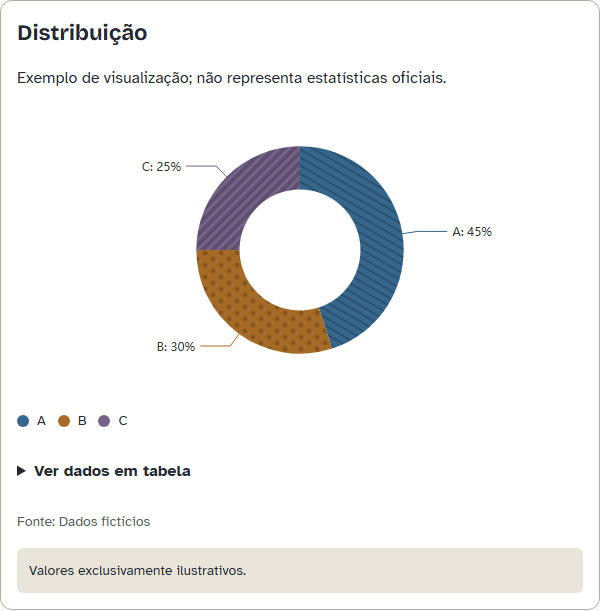 Distribuição
Exemplo de visualização; não representa estatísticas oficiais.
C: 25%
A: 45%
B: 30%
A B C
Ver dados em tabela
Fonte: Dados fictícios
Valores exclusivamente ilustrativos.